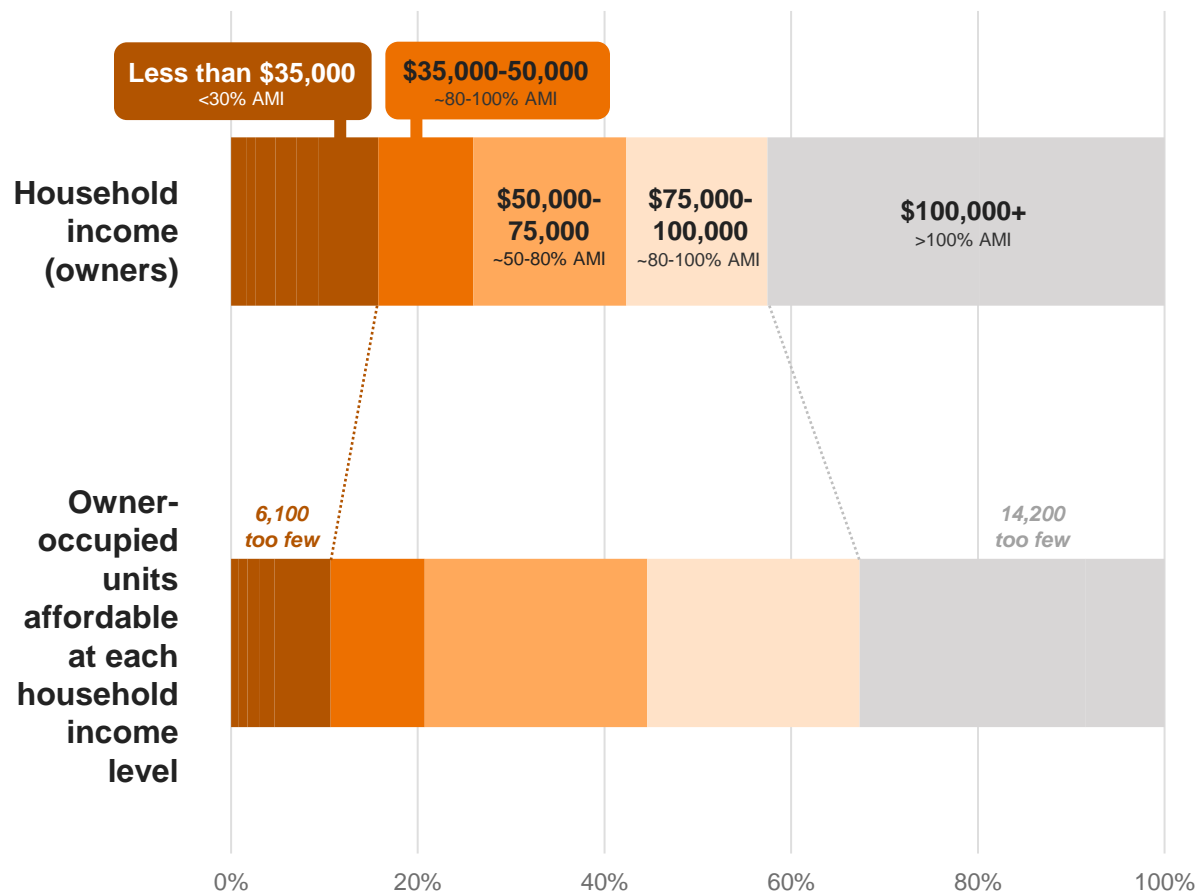 Less than $35,000
<30% AMI
$35,000-50,000
~80-100% AMI
Household
income
(owners)
$50,000-
75,000
~50-80% AMI
$75,000-
100,000
~80-100% AMI
$100,000+
>100% AMI
Owner-
occupied
units
affordable
at each
household
income
level
6,100
too few
14,200
too few
0%
20%
40%
60%
80%
100%